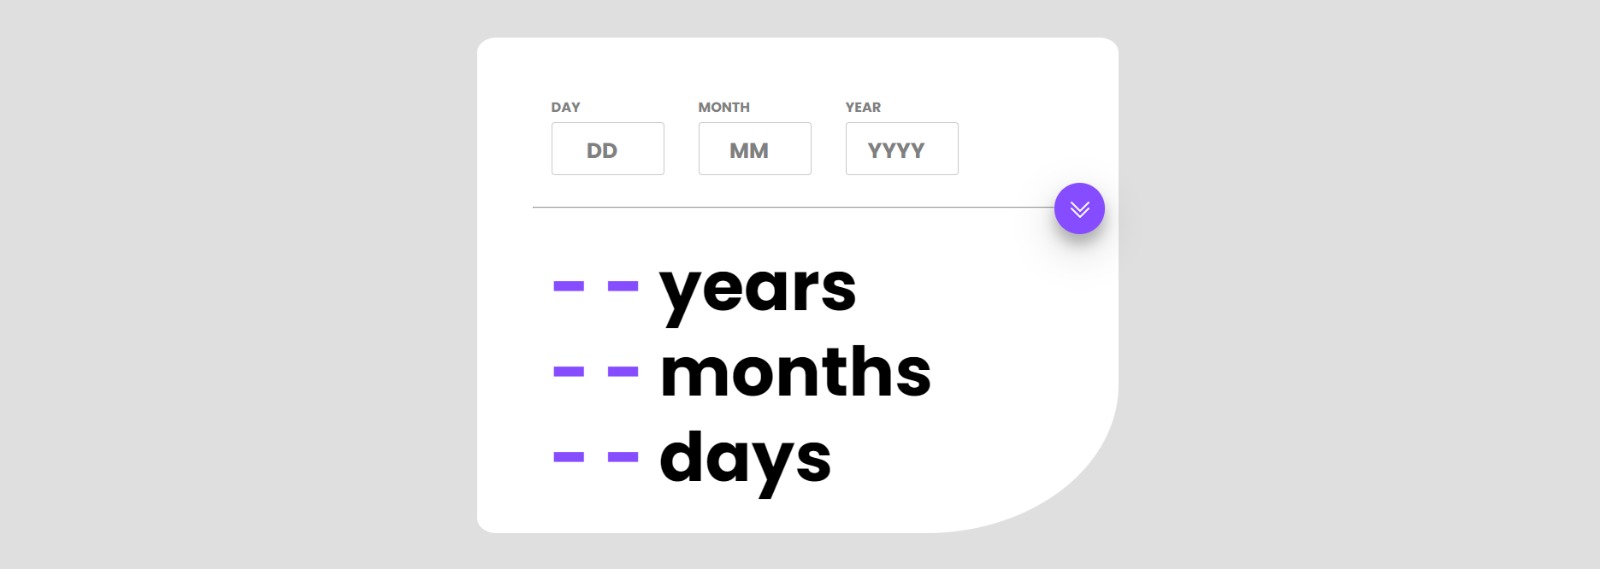 DAY MONTH YEAR
DD MM YYYY
- - years
- - months
- - days